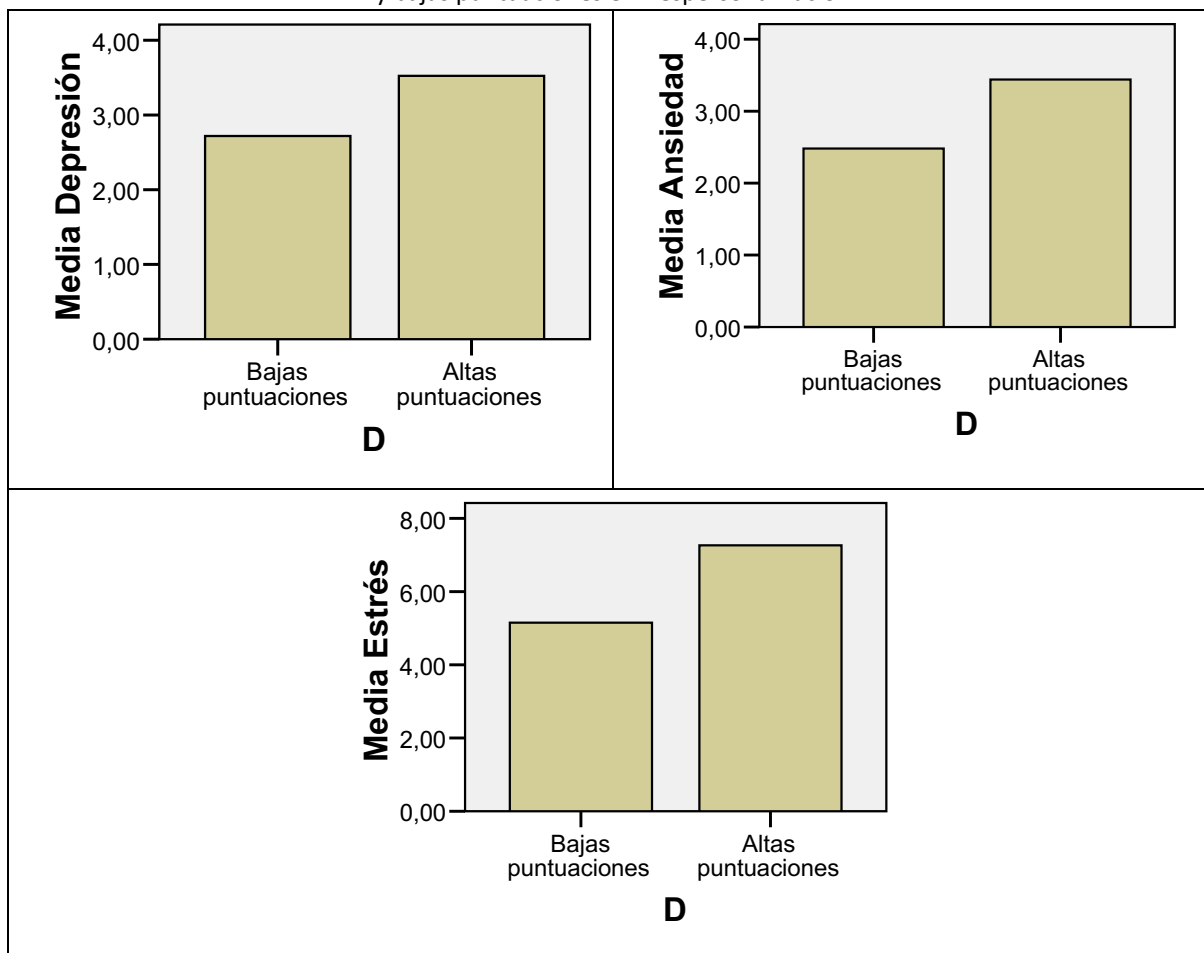 Media Depresión
4,00
3,00
2,00
1,00
0,00
Bajas
puntuaciones
Altas
puntuaciones
D
Media Ansiedad
4,00
3,00
2,00
1,00
0,00
Bajas
puntuaciones
Altas
puntuaciones
D
Media Estrés
8,00
6,00
4,00
2,00
0,00
Bajas
puntuaciones
Altas
puntuaciones
D